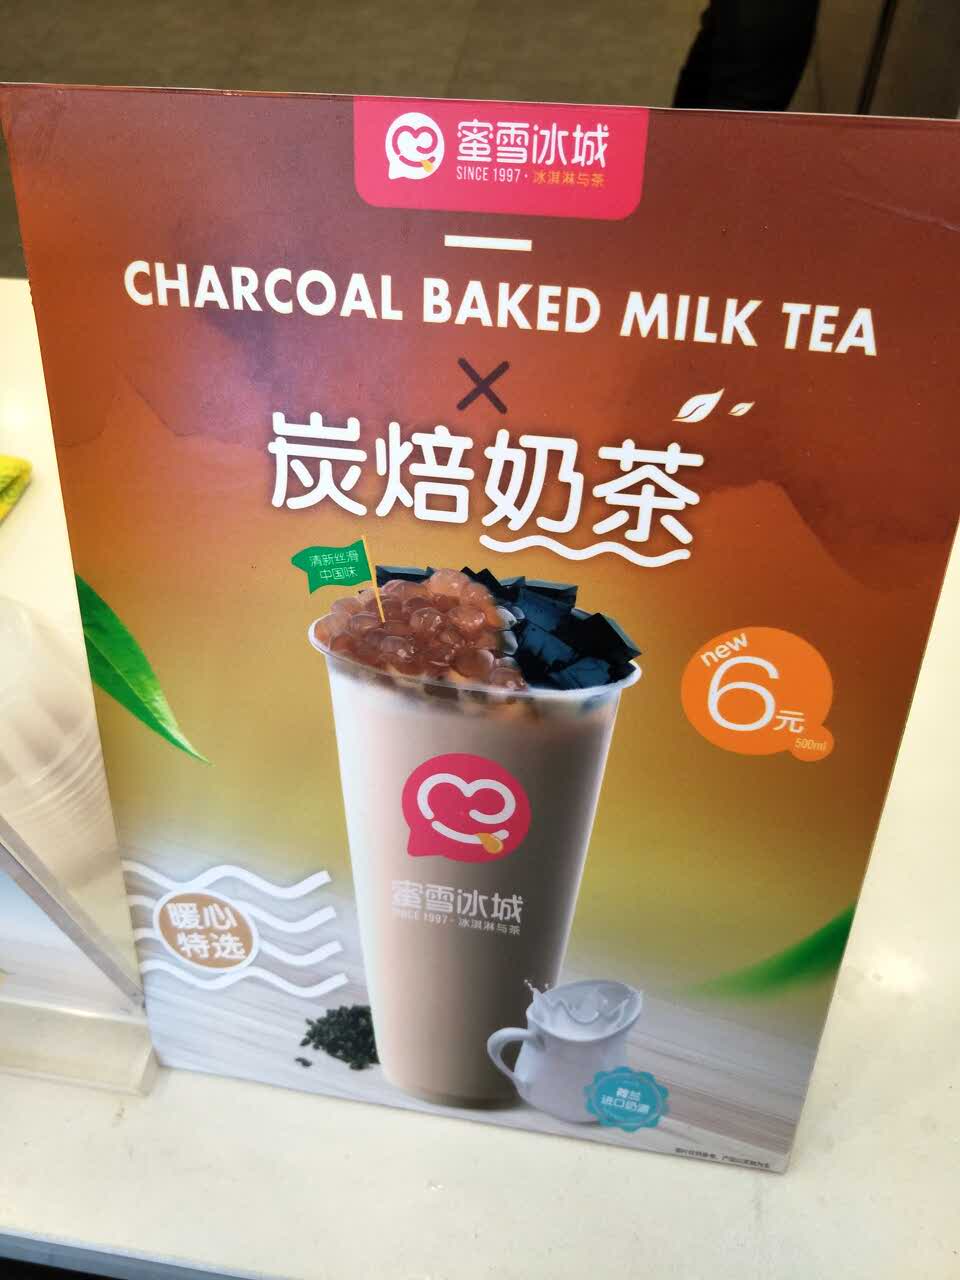 蜜雪冰城
SINCE 1997·冰淇淋与茶
CHARCOAL BAKED MILK TEA
×
炭焙奶茶
清新丝滑
中国味
new
6元
500ml
蜜雪冰城
SINCE 1997·冰淇淋与茶
暖心
特选
荷兰
进口奶源